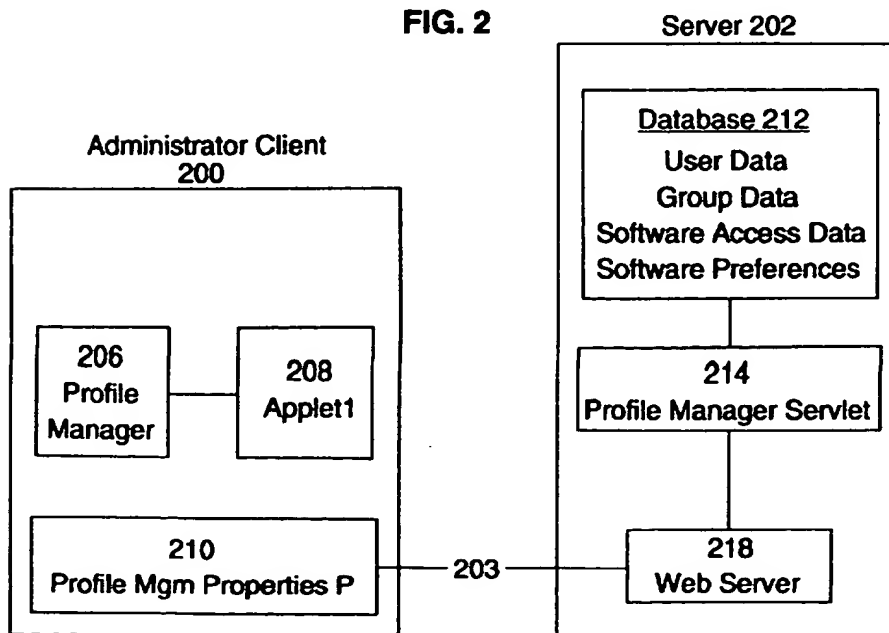 FIG. 2
Server 202
Database 212
User Data
Group Data
Software Access Data
Software Preferences
Administrator Client
200
206
Profile
Manager
208
Applet1
214
Profile Manager Servlet
210
Profile Mgm Properties P
203
218
Web Server